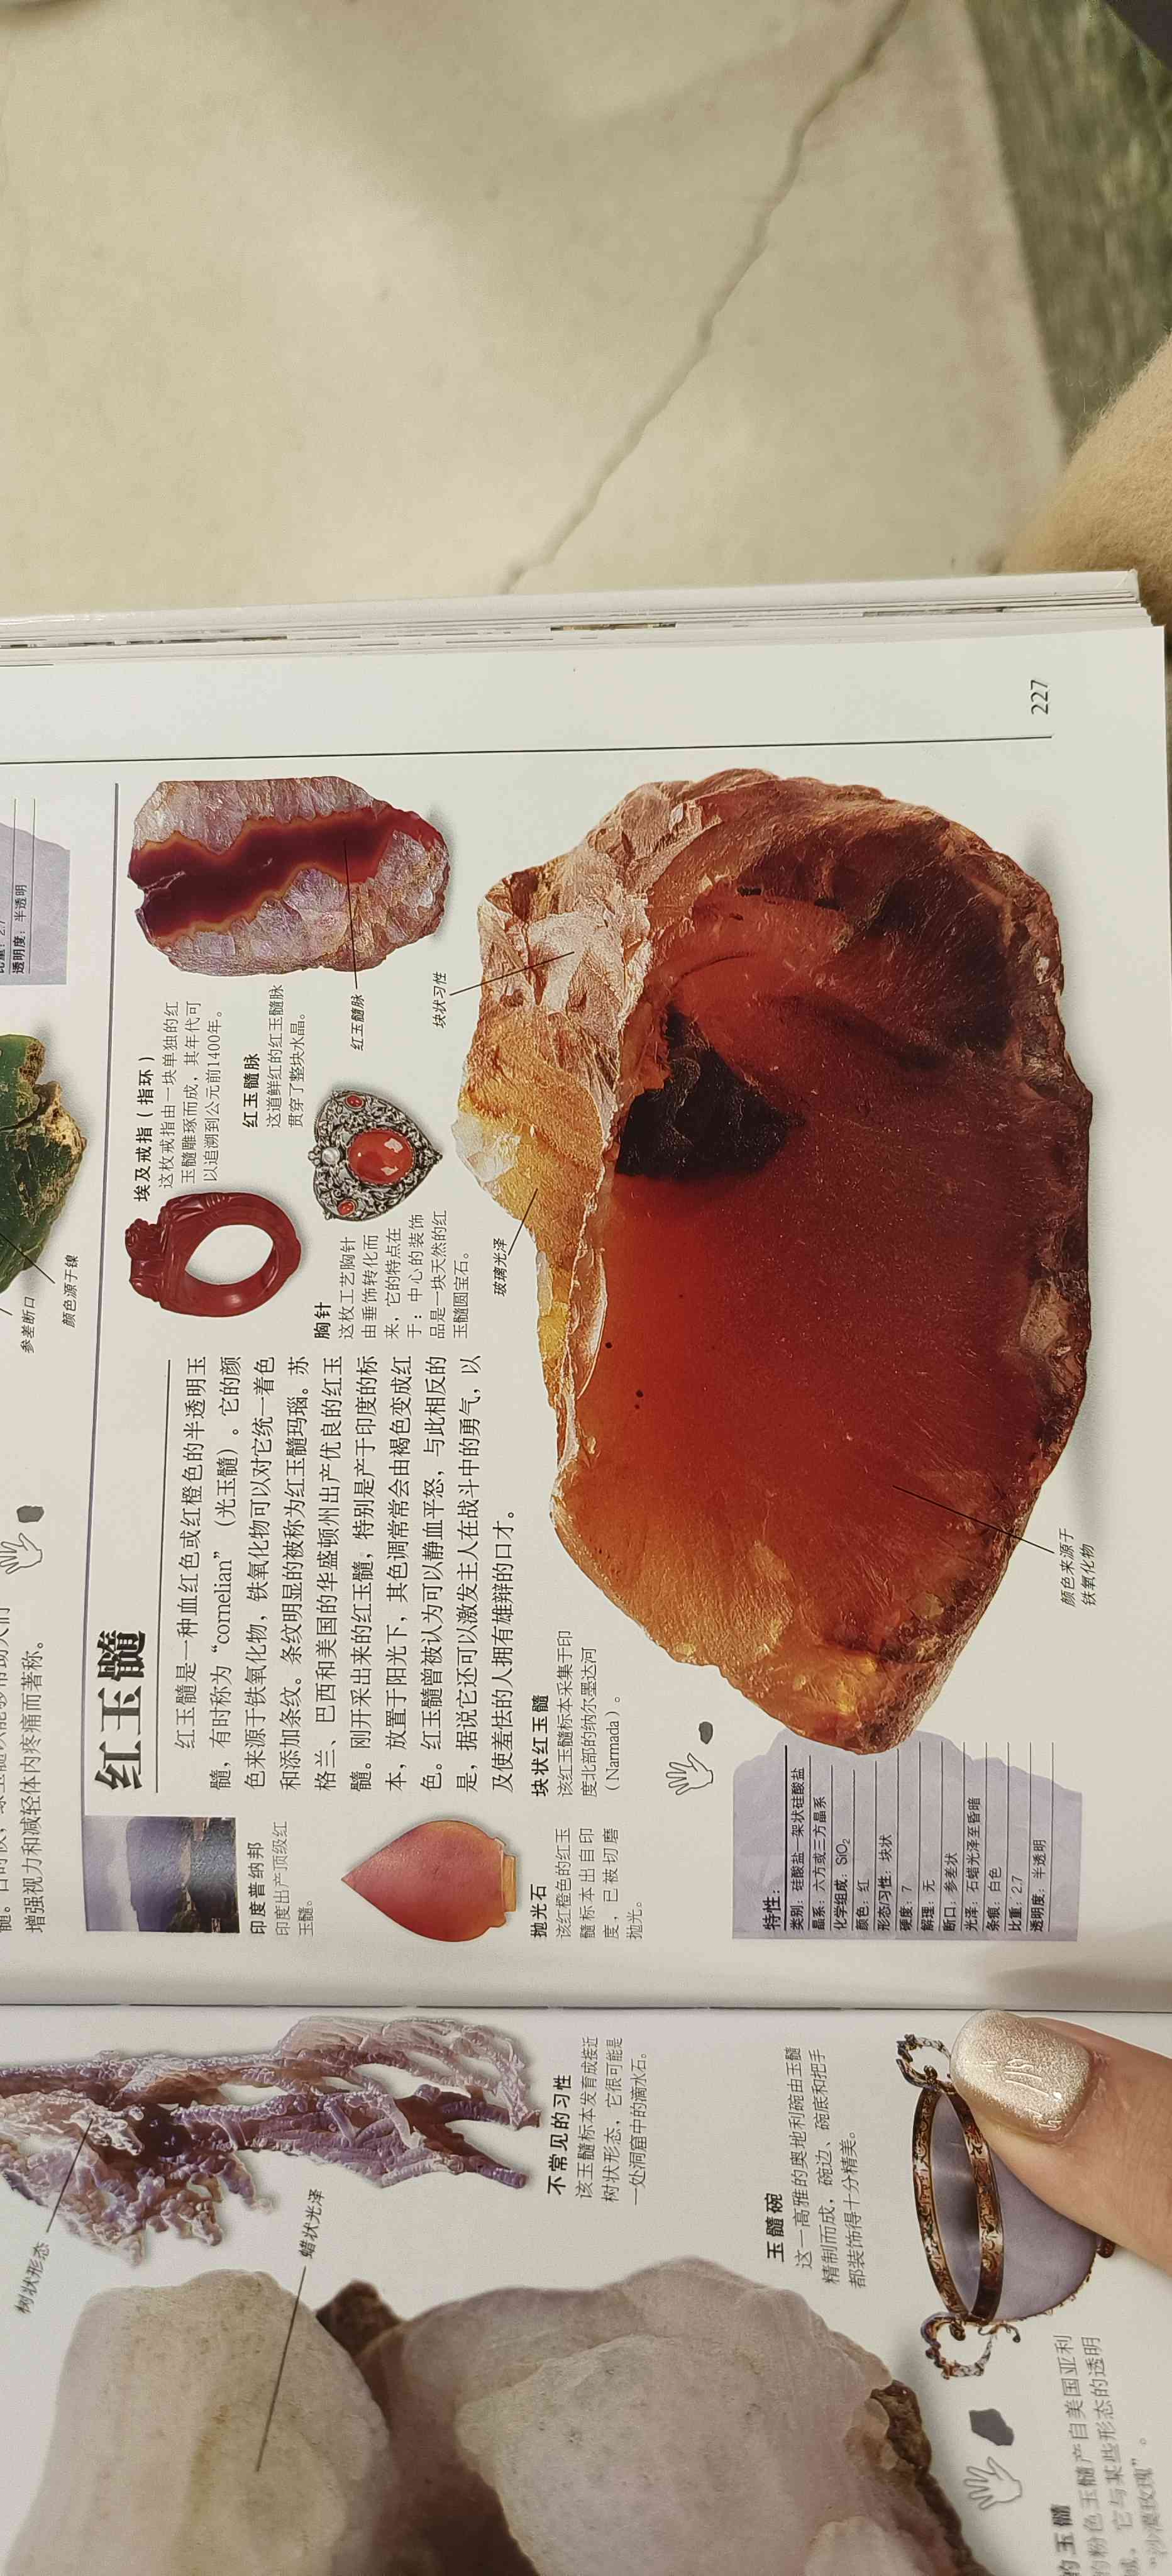 增强视力和减轻体内疼痛而著称。
参差断口
颜色源于镍
透明度：半透明
红玉髓
红玉髓是一种血红色或红橙色的半透明玉
髓，有时称为“cornelian”（光玉髓）。它的颜
色来源于铁氧化物，铁氧化物可以对它统一着色
和添加条纹。条纹明显的被称为红玉髓玛瑙。苏
格兰、巴西和美国的华盛顿州出产优良的红玉
髓。刚开采出来的红玉髓，特别是产于印度的标
本，放置于阳光下，其色调常常会由褐色变成红
色。红玉髓曾被认为可以静血平怒，与此相反的
是，据说它还可以激发主人在战斗中的勇气，以
及使羞怯的人拥有雄辩的口才。
印度普纳邦
印度出产顶级红
玉髓。
抛光石
该红橙色的红玉
髓标本出自印
度，已被切磨
抛光。
埃及戒指（指环）
这枚戒指由一块单独的红
玉髓雕琢而成，其年代可
以追溯到公元前1400年。
红玉髓脉
这道鲜红的红玉髓脉
贯穿了整块水晶。
红玉髓脉
胸针
这枚工艺胸针
由垂饰转化而
来，它的特点在
于：中心的装饰
品是一块天然的红
玉髓圆宝石。
块状习性
玻璃光泽
块状红玉髓
该红玉髓标本采集于印
度北部的纳尔墨达河
（Narmada）。
颜色来源于
铁氧化物
特性：
类别：硅酸盐—架状硅酸盐
晶系：六方或三方晶系
化学组成：SiO₂
颜色：红
形态/习性：块状
硬度：7
解理：无
断口：参差状
光泽：石蜡光泽至昏暗
条痕：白色
比重：2.7
透明度：半透明
227
树状形态
蜡状光泽
不常见的习性
该玉髓标本发育成接近
树状形态，它很可能是
一处洞窟中的滴水石。
玉髓碗
这一高雅的奥地利碗由玉髓
精制而成，碗边、碗底和把手
都装饰得十分精美。
的玉髓
粉色玉髓产自美国亚利
，它与某些形态的透明
“沙漠玫瑰”。